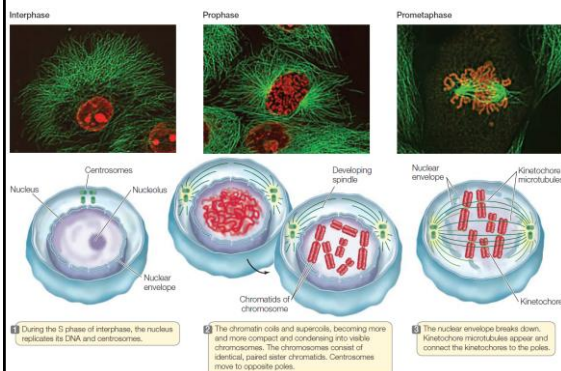 Interphase
Prophase
Prometaphase
Centrosomes
Nucleus
Nucleolus
Nuclear
envelope
Developing
spindle
Chromatids of
chromosome
Nuclear
envelope
Kinetochore
microtubules
Kinetochore
1 During the S phase of interphase, the nucleus
replicates its DNA and centrosomes.
2 The chromatin coils and supercoils, becoming more
and more compact and condensing into visible
chromosomes. The chromosomes consist of
identical, paired sister chromatids. Centrosomes
move to opposite poles.
3 The nuclear envelope breaks down.
Kinetochore microtubules appear and
connect the kinetochores to the poles.